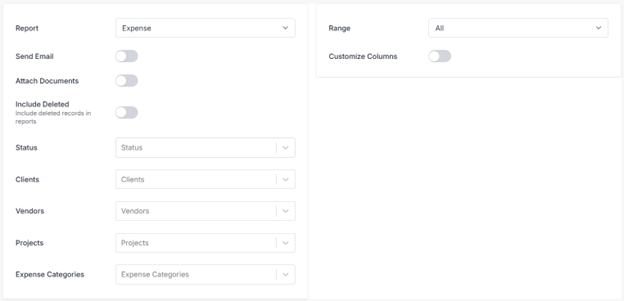 Report
Expense
Send Email
Attach Documents
Include Deleted
Include deleted records in
reports
Status
Status
Clients
Clients
Vendors
Vendors
Projects
Projects
Expense Categories
Expense Categories
Range
All
Customize Columns